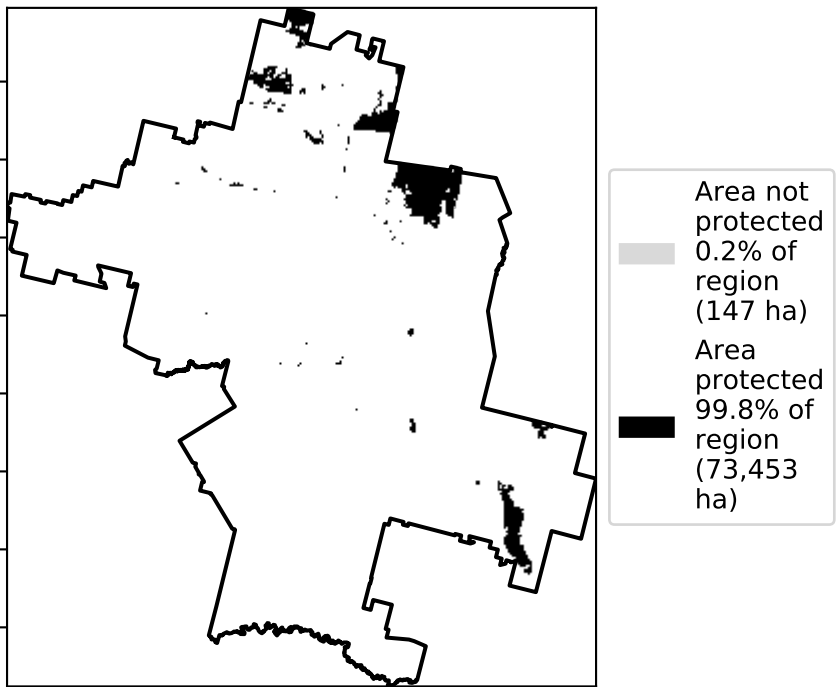 Area not
protected
0.2% of
region
(147 ha)
Area
protected
99.8% of
region
(73,453
ha)